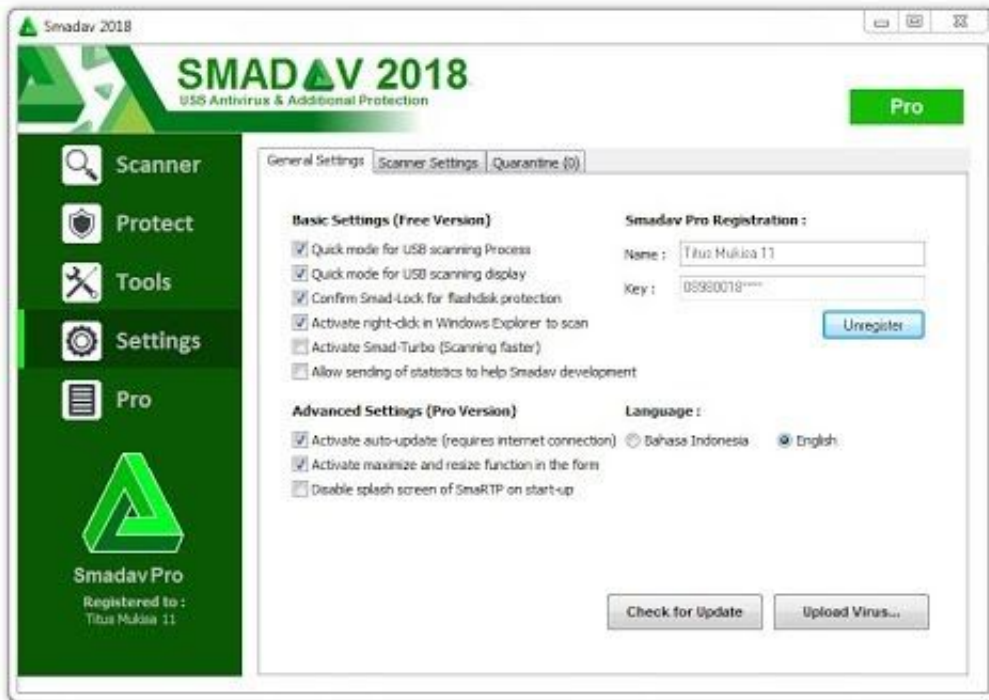 Smadav 2018
SMADAV 2018
USB Antivirus & Additional Protection
Pro
Scanner
Protect
Tools
Settings
Pro
Smadav Pro
Registered to :
Titus Mukisa 11
General Settings
Scanner Settings
Quarantine (0)
Basic Settings (Free Version)
Quick mode for USB scanning Process
Quick mode for USB scanning display
Confirm Smad-Lock for flashdisk protection
Activate right-click in Windows Explorer to scan
Activate Smad-Turbo (Scanning faster)
Allow sending of statistics to help Smadav development
Smadav Pro Registration :
Name : Titus Mukisa 11
Key : 08980018****
Unregister
Advanced Settings (Pro Version)
Activate auto-update (requires internet connection)
Activate maximize and resize function in the form
Disable splash screen of SmaRTP on start-up
Language :
Bahasa Indonesia
English
Check for Update
Upload Virus...